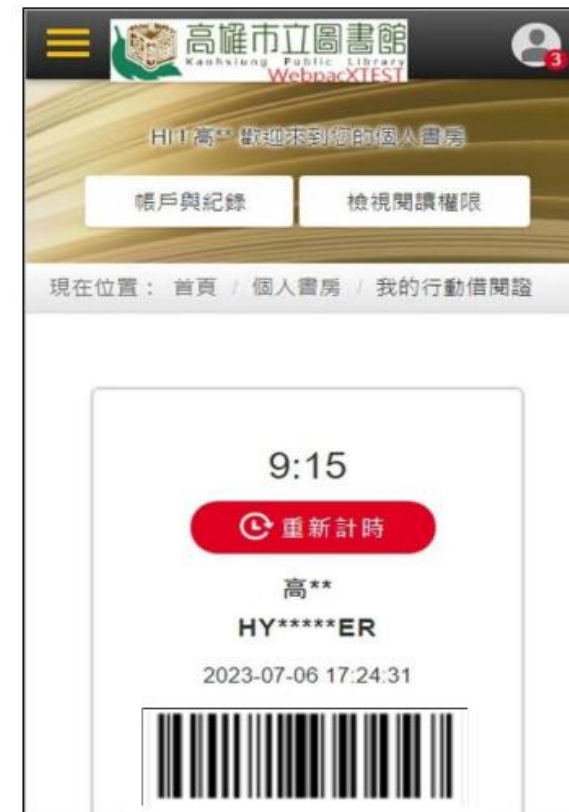 高雄市立圖書館
Kaohsiung Public Library
WebpacXTEST
3
HI ! 高** 歡迎來到您的個人書房
帳戶與紀錄 檢視閱讀權限
現在位置： 首頁 / 個人書房 / 我的行動借閱證
9:15
重新計時
高**
HY*****ER
2023-07-06 17:24:31